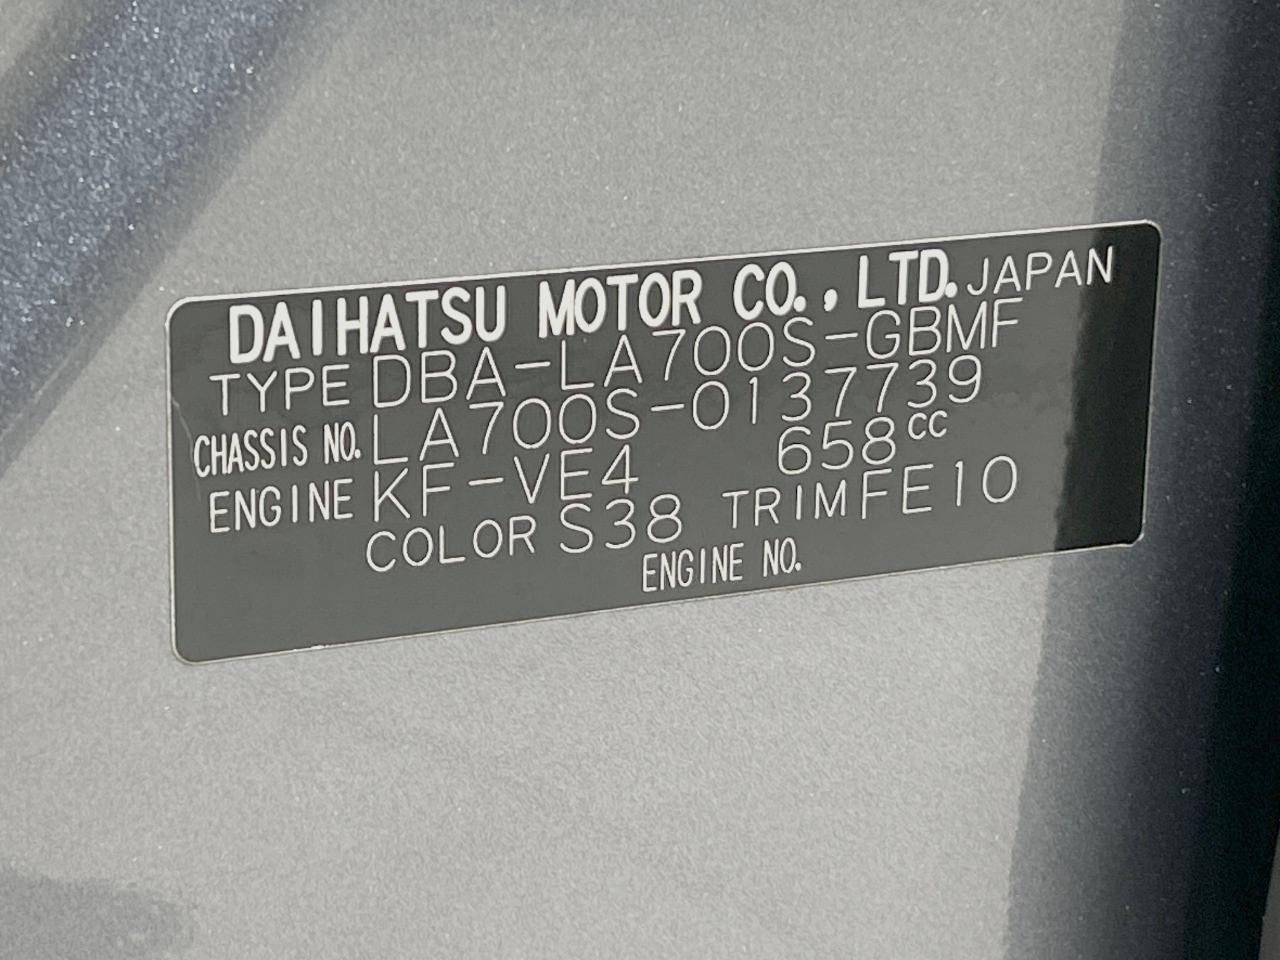 DAIHATSU MOTOR CO., LTD. JAPAN
TYPE DBA-LA700S-GBMF
CHASSIS NO. LA700S-0137739
ENGINE KF-VE4 658cc
COLOR S38 TRIM FE10
ENGINE NO.